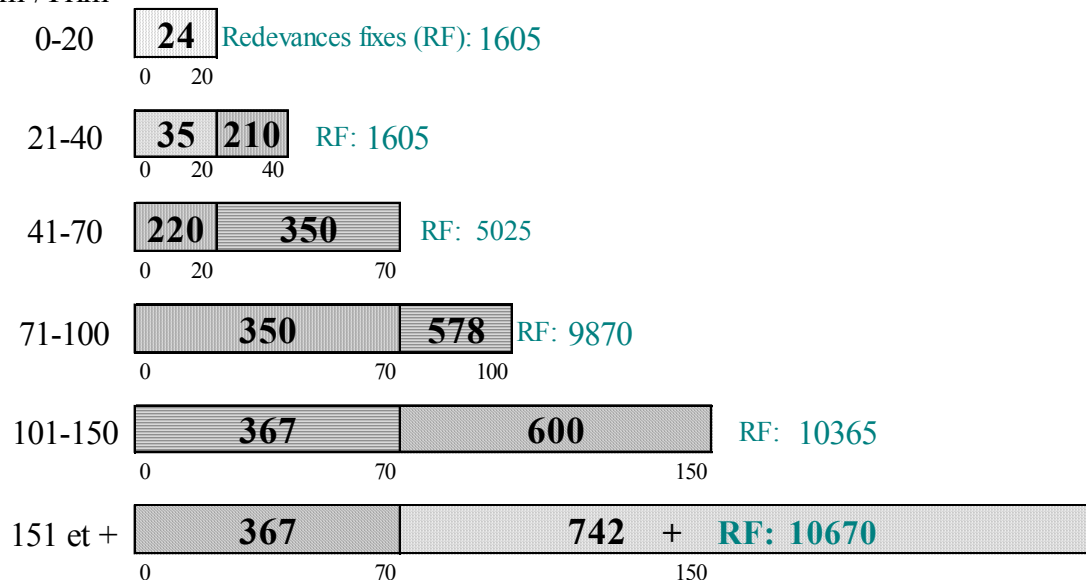 0-20 24 Redevances fixes (RF): 1605
0 20
21-40 35 210 RF: 1605
0 20 40
41-70 220 350 RF: 5025
0 20 70
71-100 350 578 RF: 9870
0 70 100
101-150 367 600 RF: 10365
0 70 150
151 et + 367 742 + RF: 10670
0 70 150